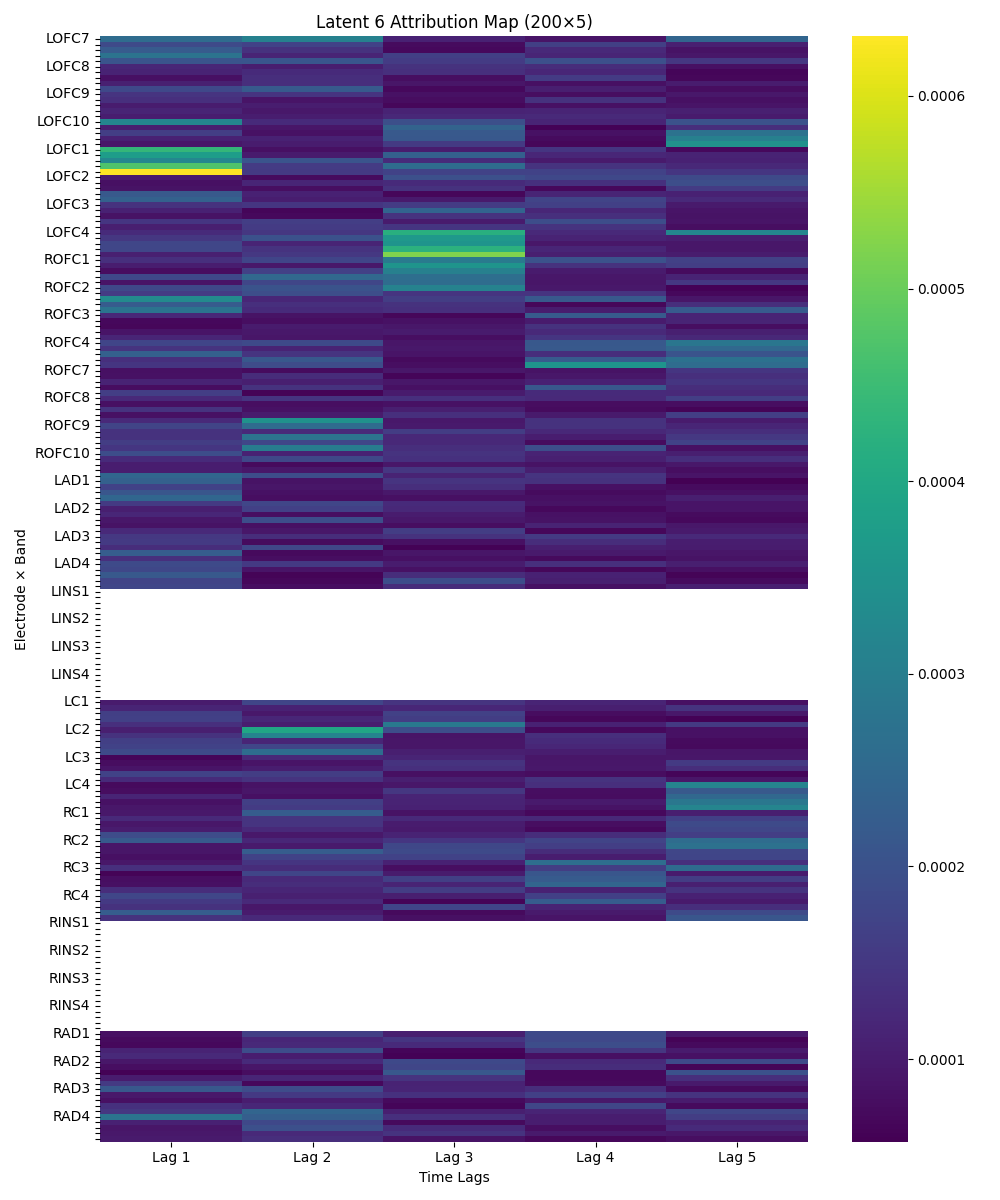 Latent 6 Attribution Map (200×5)
LOFC7
LOFC8
LOFC9
LOFC10
LOFC1
LOFC2
LOFC3
LOFC4
ROFC1
ROFC2
ROFC3
ROFC4
ROFC7
ROFC8
ROFC9
ROFC10
LAD1
LAD2
LAD3
LAD4
LINS1
LINS2
LINS3
LINS4
LC1
LC2
LC3
LC4
RC1
RC2
RC3
RC4
RINS1
RINS2
RINS3
RINS4
RAD1
RAD2
RAD3
RAD4
Electrode × Band
Lag 1 Lag 2 Lag 3 Lag 4 Lag 5
Time Lags
0.0006
0.0005
0.0004
0.0003
0.0002
0.0001